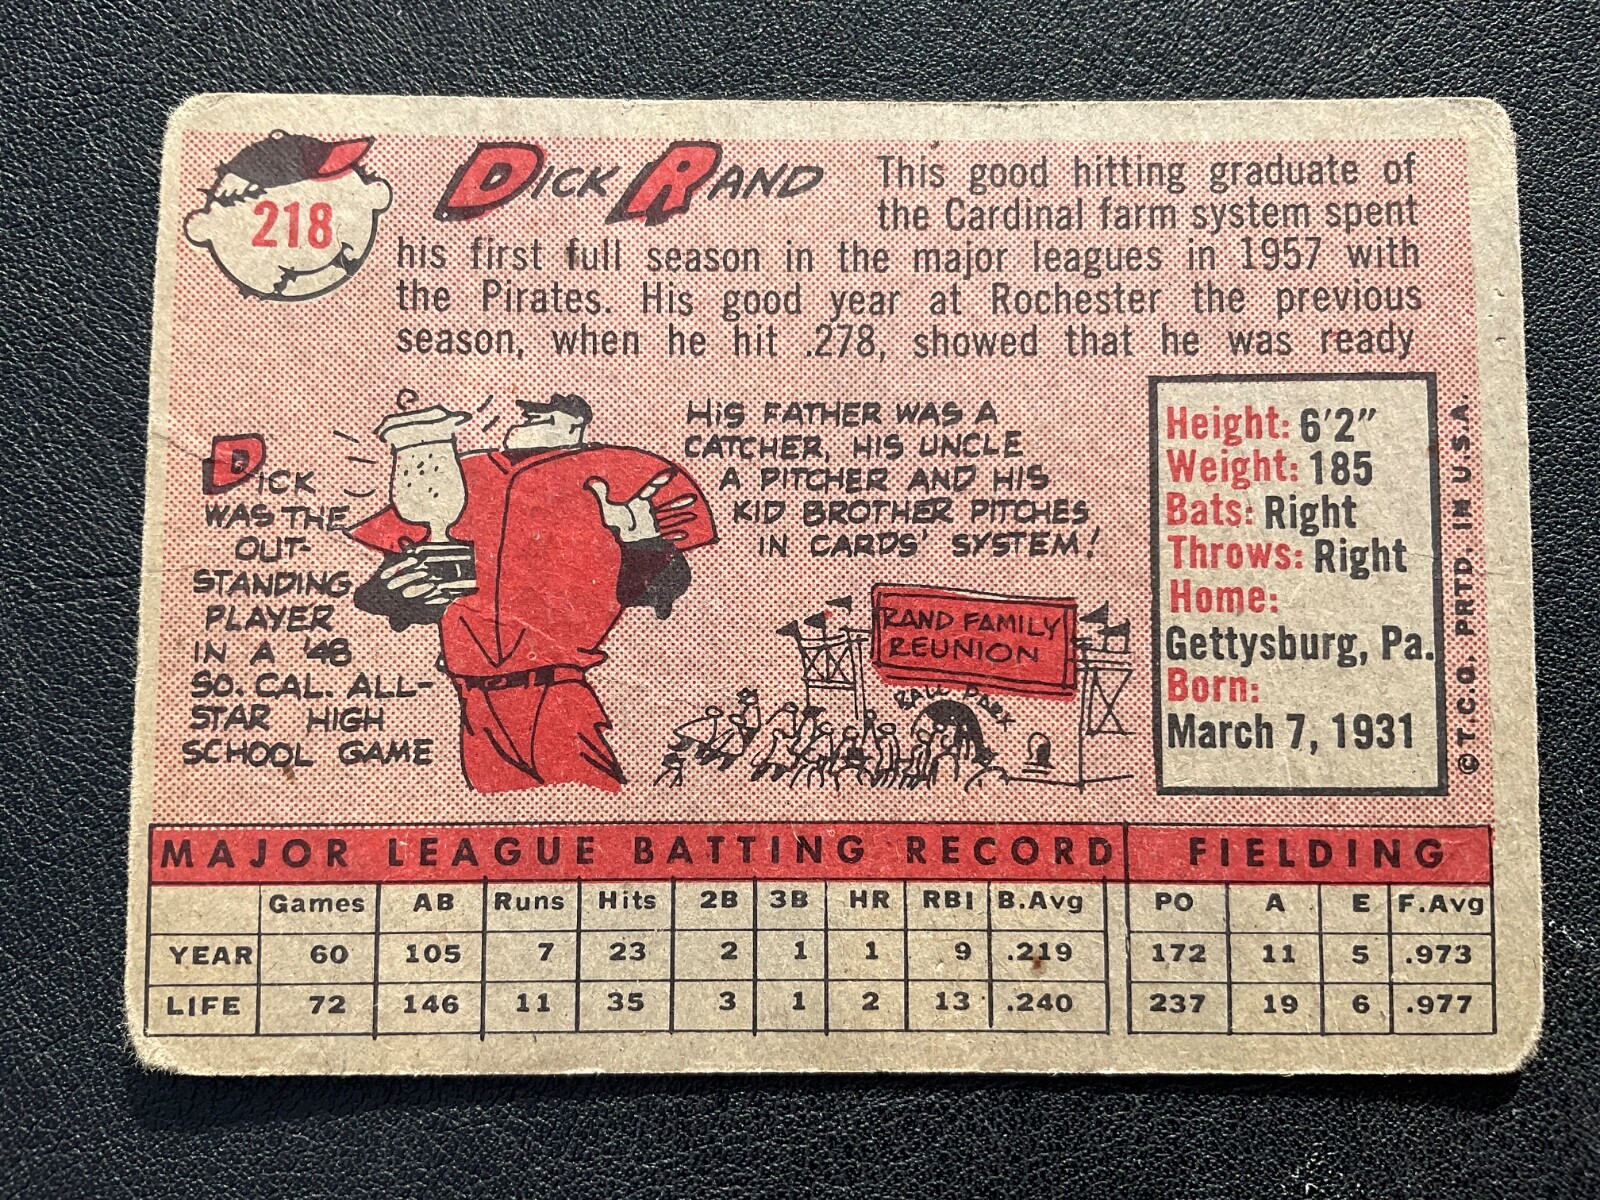 218
DICK RAND
This good hitting graduate of
the Cardinal farm system spent
his first full season in the major leagues in 1957 with
the Pirates. His good year at Rochester the previous
season, when he hit .278, showed that he was ready
DICK
WAS THE
OUT-
STANDING
PLAYER
IN A '48
SO. CAL. ALL-
STAR HIGH
SCHOOL GAME
HIS FATHER WAS A
CATCHER, HIS UNCLE
A PITCHER AND HIS
KID BROTHER PITCHES
IN CARDS' SYSTEM!
RAND FAMILY
REUNION
BALL PARK
Height: 6'2"
Weight: 185
Bats: Right
Throws: Right
Home:
Gettysburg, Pa.
Born:
March 7, 1931
© T.C.G. PRTD. IN U.S.A.
MAJOR LEAGUE BATTING RECORD FIELDING
Games AB Runs Hits 2B 3B HR RBI B.Avg PO A E F.Avg
YEAR 60 105 7 23 2 1 1 9 .219 172 11 5 .973
LIFE 72 146 11 35 3 1 2 13 .240 237 19 6 .977